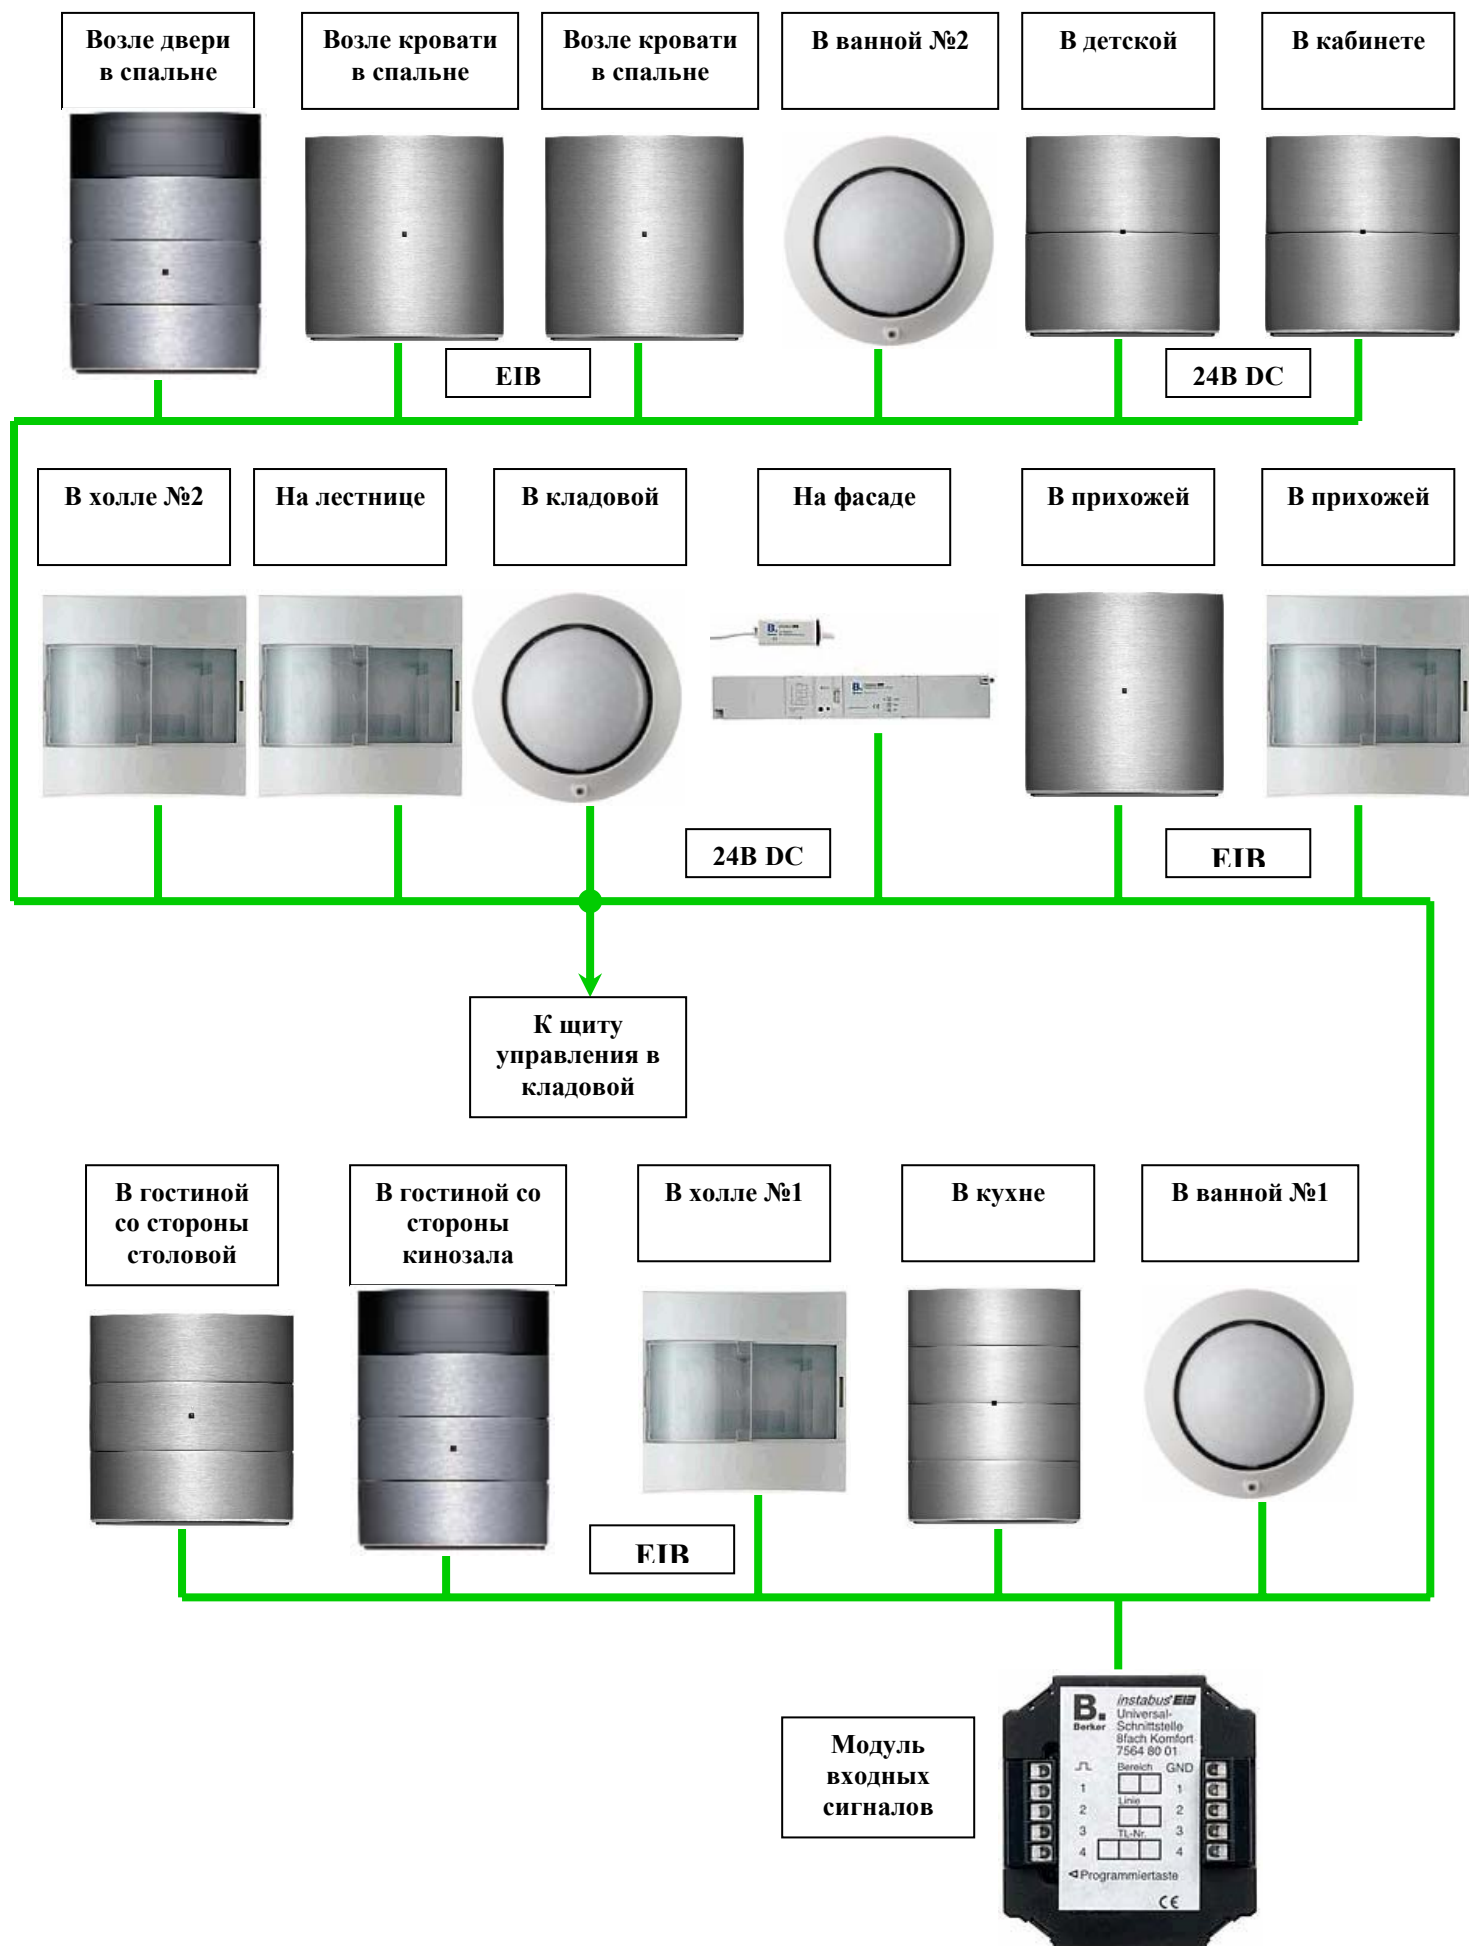 Возле двери
в спальне
Возле кровати
в спальне
Возле кровати
в спальне
В ванной №2
В детской
В кабинете
EIB
24В DC
В холле №2
На лестнице
В кладовой
На фасаде
В прихожей
В прихожей
B.
B.
24В DC
EIB
К щиту
управления в
кладовой
В гостиной
со стороны
столовой
В гостиной со
стороны
кинозала
В холле №1
В кухне
В ванной №1
EIB
Модуль
входных
сигналов
B.
Berker
instabus EIB
Universal-
Schnittstelle
8fach Komfort
7564 80 01
Bereich GND
1 1
Linie
2 2
3 TL-Nr. 3
4 4
Programmiertaste
CE